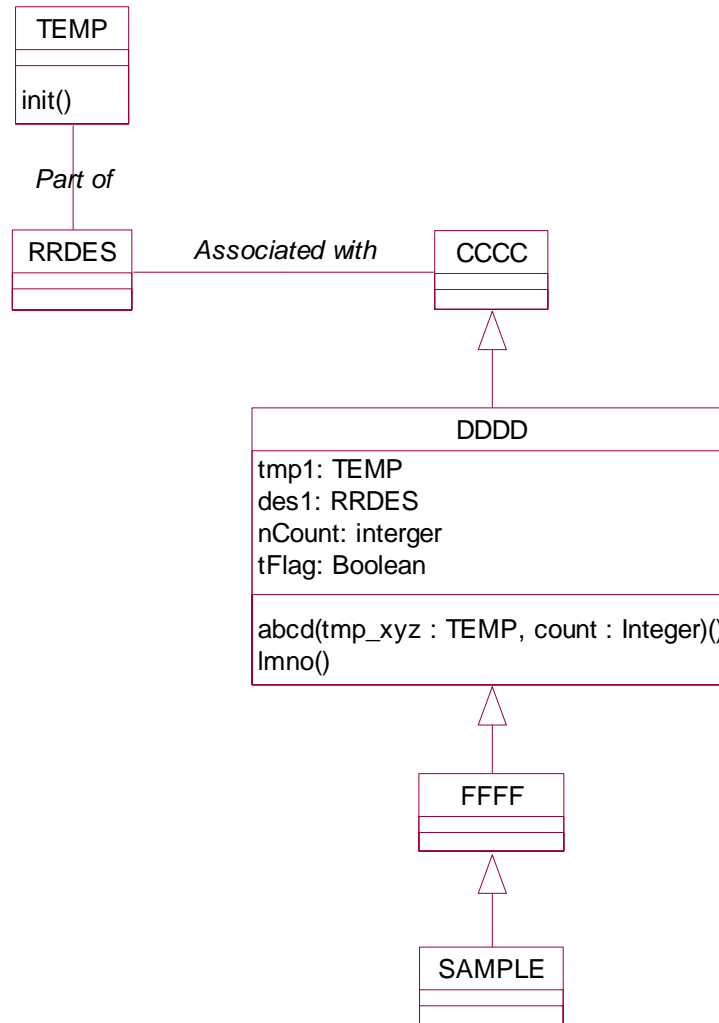 TEMP
init()
Part of
RRDES
Associated with
CCCC
DDDD
tmp1: TEMP
des1: RRDES
nCount: interger
tFlag: Boolean
abcd(tmp_xyz : TEMP, count : Integer)()
lmno()
FFFF
SAMPLE